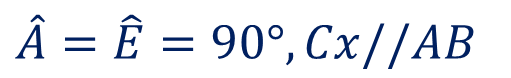 Â = Ê = 90°, Cx//AB